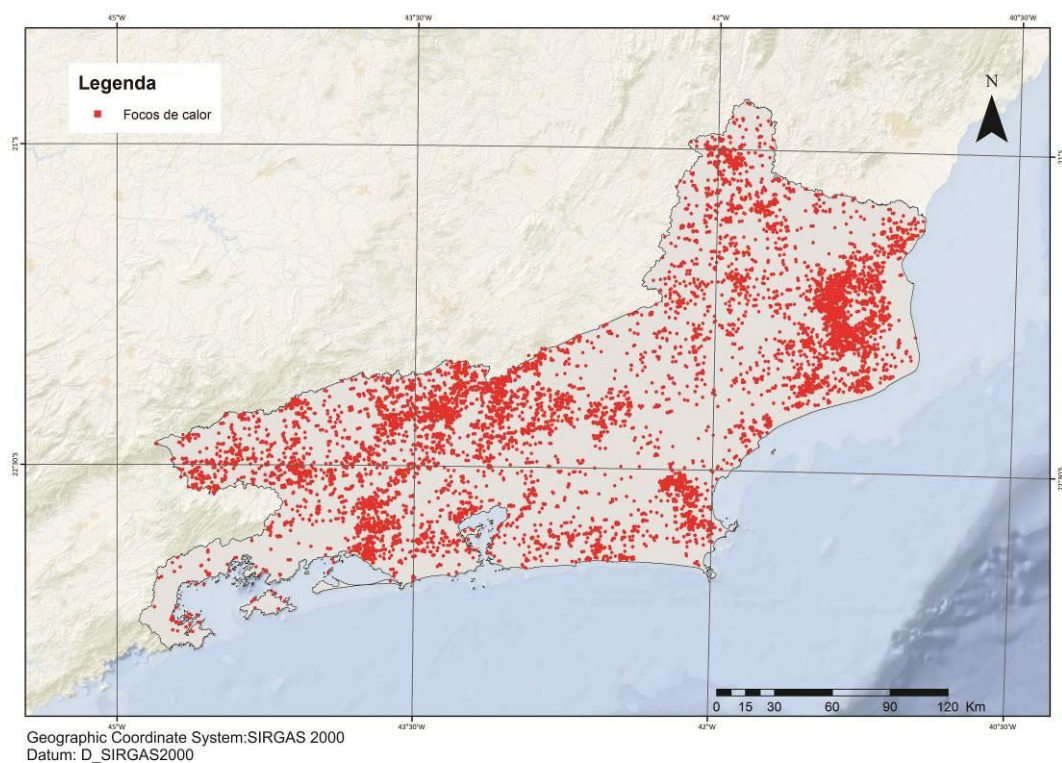 45°W 43°30'W 42°W 40°30'W
Legenda
Focos de calor
N
21°S 21°S
22°30'S 22°30'S
0 15 30 60 90 120 Km
45°W 43°30'W 42°W 40°30'W
Geographic Coordinate System:SIRGAS 2000
Datum: D_SIRGAS2000